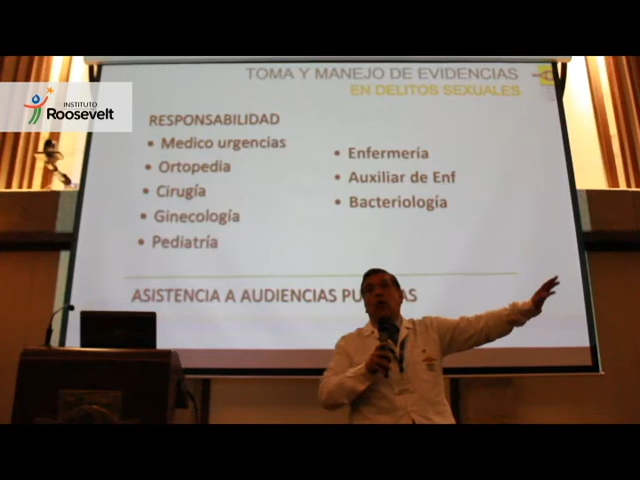 INSTITUTO
Roosevelt
TOMA Y MANEJO DE EVIDENCIAS
EN DELITOS SEXUALES
RESPONSABILIDAD
• Medico urgencias
• Ortopedia
• Cirugía
• Ginecología
• Pediatría
• Enfermería
• Auxiliar de Enf
• Bacteriología
ASISTENCIA A AUDIENCIAS